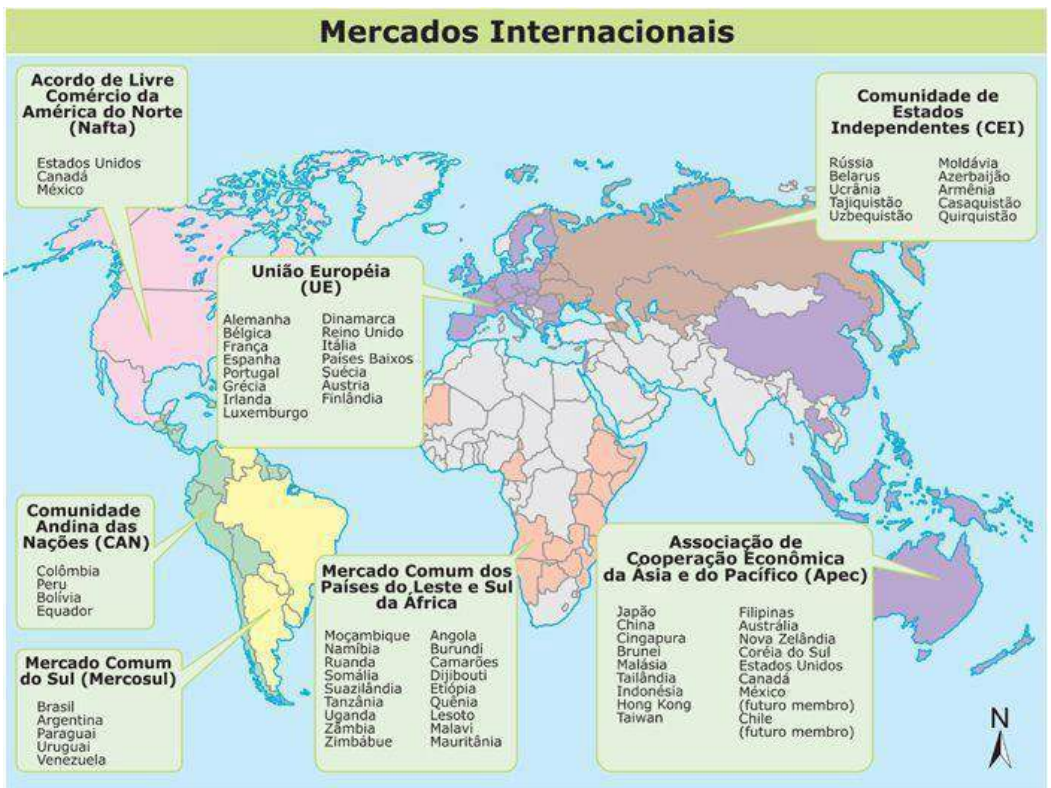 Mercados Internacionais
Acordo de Livre
Comércio da
América do Norte
(Nafta)
Estados Unidos
Canadá
México
Comunidade de
Estados
Independentes (CEI)
Rússia
Belarus
Ucrânia
Tajiquistão
Uzbequistão
Moldávia
Azerbaijão
Armênia
Casaquistão
Quirquistão
União Européia
(UE)
Alemanha
Bélgica
França
Espanha
Portugal
Grécia
Irlanda
Luxemburgo
Dinamarca
Reino Unido
Itália
Países Baixos
Suécia
Áustria
Finlândia
Comunidade
Andina das
Nações (CAN)
Colômbia
Peru
Bolívia
Equador
Mercado Comum
do Sul (Mercosul)
Brasil
Argentina
Paraguai
Uruguai
Venezuela
Mercado Comum dos
Países do Leste e Sul
da África
Moçambique
Namíbia
Ruanda
Somália
Suazilândia
Tanzânia
Uganda
Zâmbia
Zimbábue
Angola
Burundi
Camarões
Djibouti
Etiópia
Quênia
Lesoto
Malavi
Mauritânia
Associação de
Cooperação Econômica
da Ásia e do Pacífico (Apec)
Japão
China
Cingapura
Brunei
Malásia
Tailândia
Indonésia
Hong Kong
Taiwan
Filipinas
Austrália
Nova Zelândia
Coréia do Sul
Estados Unidos
Canadá
México
(futuro membro)
Chile
(futuro membro)
N